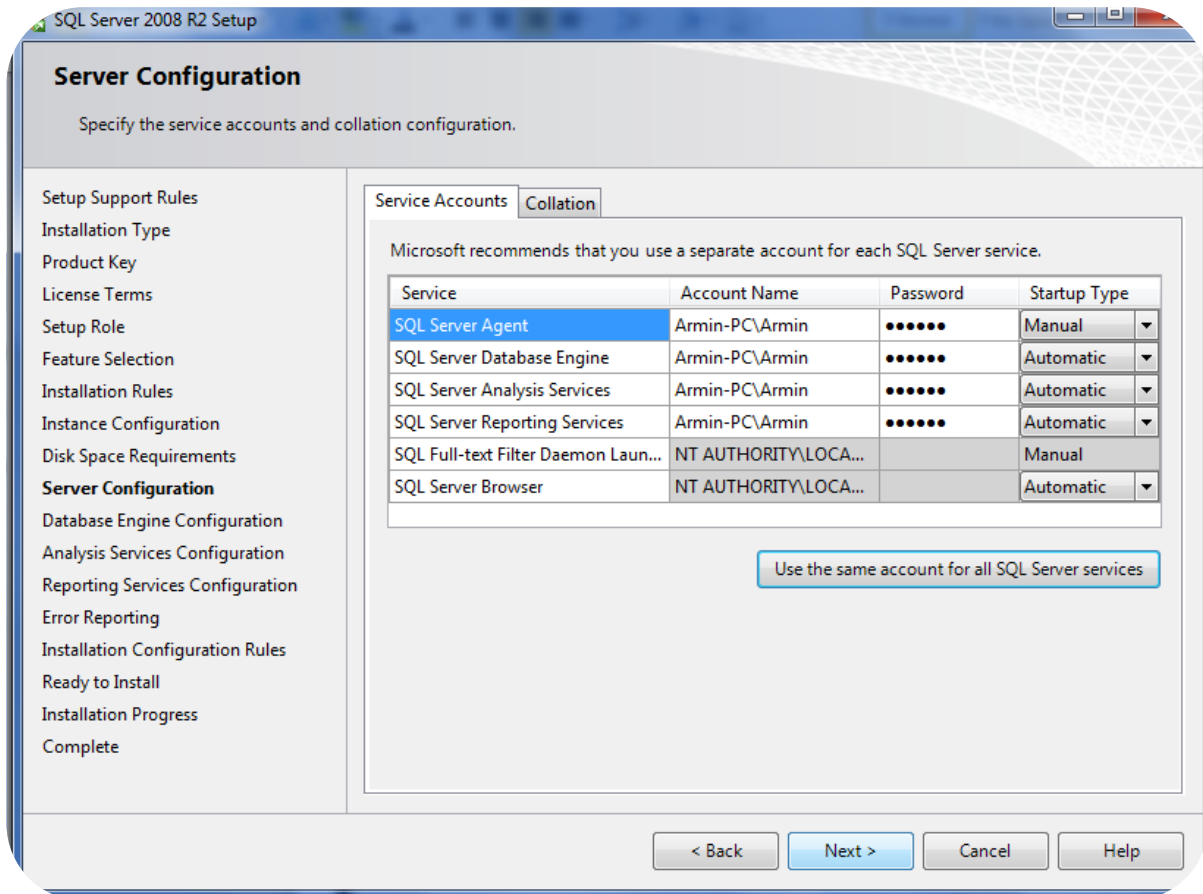 SQL Server 2008 R2 Setup
Server Configuration
Specify the service accounts and collation configuration.
Setup Support Rules
Installation Type
Product Key
License Terms
Setup Role
Feature Selection
Installation Rules
Instance Configuration
Disk Space Requirements
Server Configuration
Database Engine Configuration
Analysis Services Configuration
Reporting Services Configuration
Error Reporting
Installation Configuration Rules
Ready to Install
Installation Progress
Complete
Service Accounts Collation
Microsoft recommends that you use a separate account for each SQL Server service.
Service Account Name Password Startup Type
SQL Server Agent Armin-PC\Armin ●●●●●● Manual
SQL Server Database Engine Armin-PC\Armin ●●●●●● Automatic
SQL Server Analysis Services Armin-PC\Armin ●●●●●● Automatic
SQL Server Reporting Services Armin-PC\Armin ●●●●●● Automatic
SQL Full-text Filter Daemon Laun... NT AUTHORITY\LOCA... Manual
SQL Server Browser NT AUTHORITY\LOCA... Automatic
Use the same account for all SQL Server services
< Back Next > Cancel Help